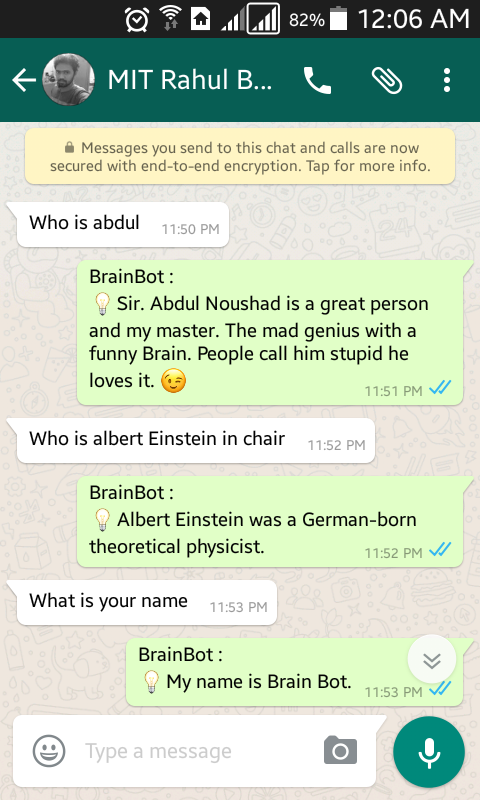 82% 12:06 AM
MIT Rahul B...
Messages you send to this chat and calls are now
secured with end-to-end encryption. Tap for more info.
Who is abdul 11:50 PM
BrainBot :
💡 Sir. Abdul Noushad is a great person
and my master. The mad genius with a
funny Brain. People call him stupid he
loves it. 😉
11:51 PM
Who is albert Einstein in chair 11:52 PM
BrainBot :
💡 Albert Einstein was a German-born
theoretical physicist. 11:52 PM
What is your name 11:53 PM
BrainBot :
💡 My name is Brain Bot. 11:53 PM
Type a message